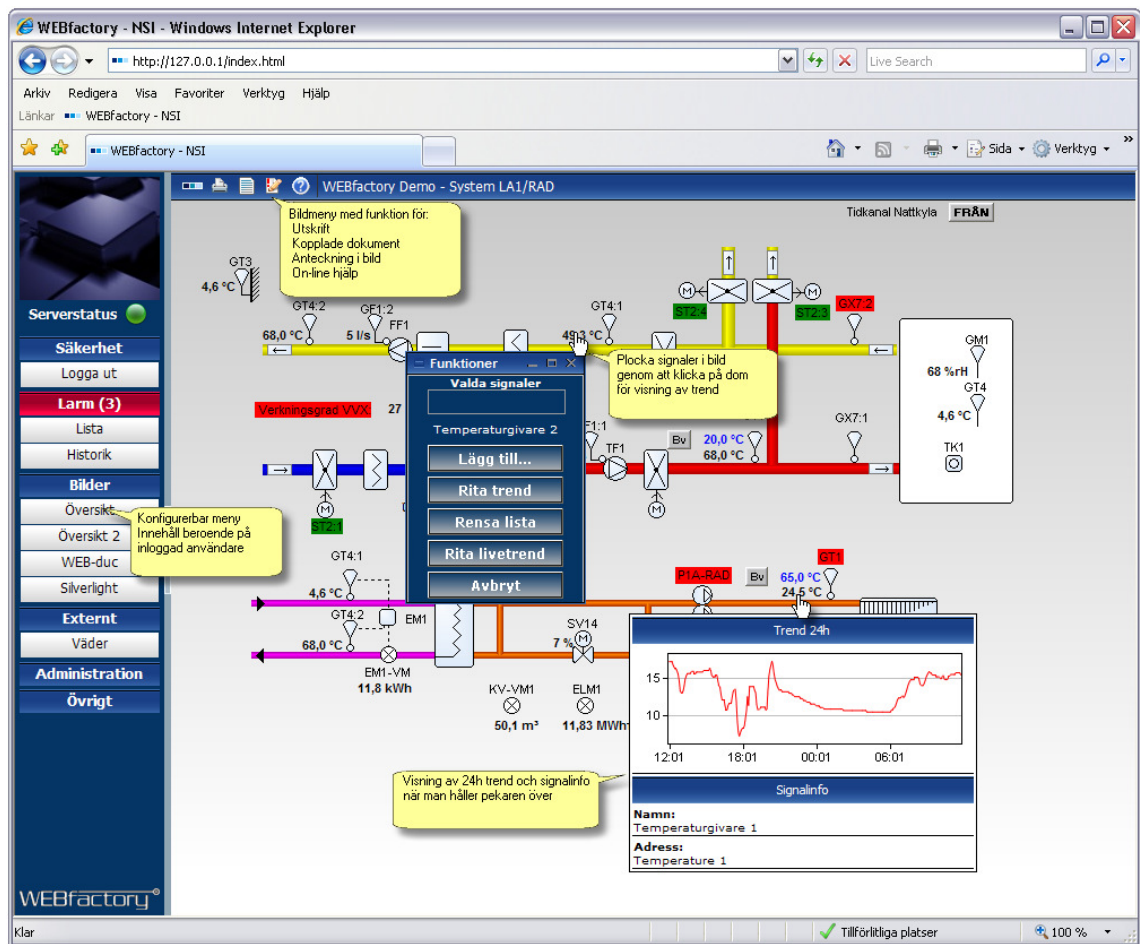 WEBfactory - NSI - Windows Internet Explorer
http://127.0.0.1/index.html
Live Search
Arkiv Redigera Visa Favoriter Verktyg Hjälp
Länkar WEBfactory - NSI
WEBfactory - NSI
Sida Verktyg
WEBfactory Demo - System LA1/RAD
Tidkanal Nattkyla FRÅN
Bildmeny med funktion för:
Utskrift
Kopplade dokument
Anteckning i bild
On-line hjälp
Serverstatus
Säkerhet
Logga ut
Larm (3)
Lista
Historik
Bilder
Översikt
Översikt 2
WEB-duc
Silverlight
Externt
Väder
Administration
Övrigt
WEBfactory®
GT3
4,6 °C
GT4:2
68,0 °C
GF1:2
5 l/s
FF1
GT4:1
49,3 °C
M
ST2:4
M
ST2:3
GX7:2
GM1
68 %rH
GT4
4,6 °C
TK1
Plocka signaler i bild
genom att klicka på dom
för visning av trend
Funktioner
Valda signaler
Temperaturgivare 2
Lägg till...
Rita trend
Rensa lista
Rita livetrend
Avbryt
Verkningsgrad VVX:
27
F1:1
TF1
Bv
20,0 °C
68,0 °C
GX7:1
M
ST2:1
M
Konfigurerbar meny
Innehåll beroende på
inloggad användare
GT4:1
4,6 °C
GT4:2
68,0 °C
EM1
EM1-VM
11,8 kWh
P1A-RAD
Bv
65,0 °C
24,5 °C
GT1
SV14
7 %
M
KV-VM1
50,1 m³
ELM1
11,83 MWh
Trend 24h
15
10
12:01 18:01 00:01 06:01
Signalinfo
Namn:
Temperaturgivare 1
Adress:
Temperature 1
Visning av 24h trend och signalinfo
när man håller pekaren över
Klar
Tillförlitliga platser
100 %